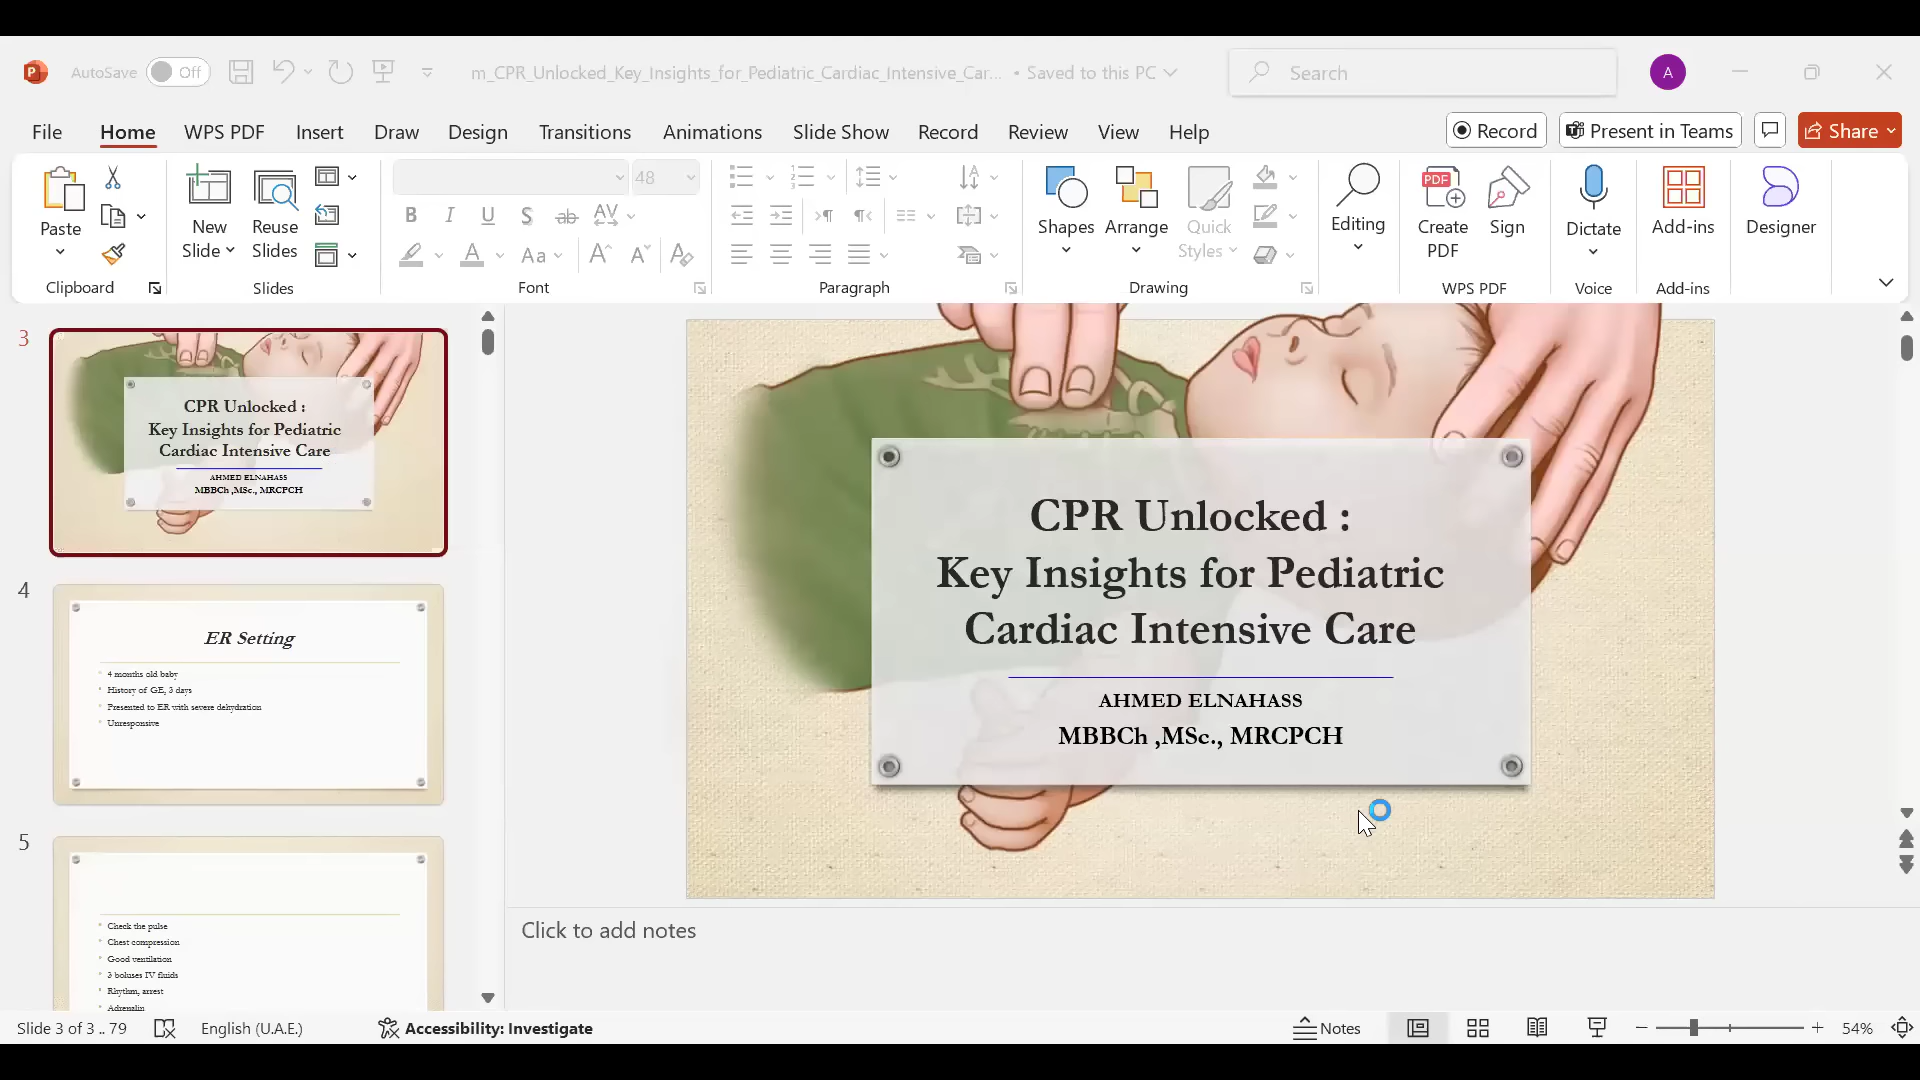 AutoSave
Off
m_CPR_Unlocked_Key_Insights_for_Pediatric_Cardiac_Intensive_Car... • Saved to this PC
Search
A
File
Home
WPS PDF
Insert
Draw
Design
Transitions
Animations
Slide Show
Record
Review
View
Help
Record
Present in Teams
Share
Paste
New
Slide
Reuse
Slides
48
Shapes
Arrange
Quick
Styles
Editing
Create
PDF
Sign
Dictate
Add-ins
Designer
Clipboard
Slides
Font
Paragraph
Drawing
WPS PDF
Voice
Add-ins
3
CPR Unlocked :
Key Insights for Pediatric
Cardiac Intensive Care
AHMED ELNAHASS
MBBCh ,MSc., MRCPCH
4
ER Setting
4 months old baby
History of GE, 3 days
Presented to ER with severe dehydration
Unresponsive
5
Check the pulse
Chest compression
Good ventilation
3 boluses IV fluids
Rhythm, arrest
Adrenalin
CPR Unlocked :
Key Insights for Pediatric
Cardiac Intensive Care
AHMED ELNAHASS
MBBCh ,MSc., MRCPCH
Click to add notes
Slide 3 of 3 .. 79
English (U.A.E.)
Accessibility: Investigate
Notes
54%